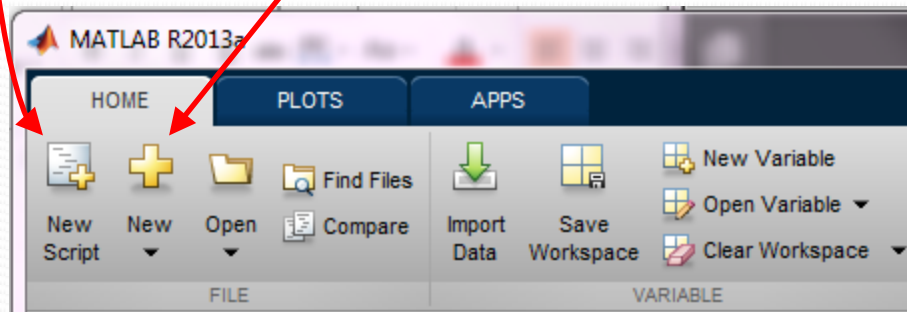 MATLAB R2013a
HOME PLOTS APPS
New Script
New
Open
Find Files
Compare
Import Data
Save Workspace
New Variable
Open Variable
Clear Workspace
FILE VARIABLE